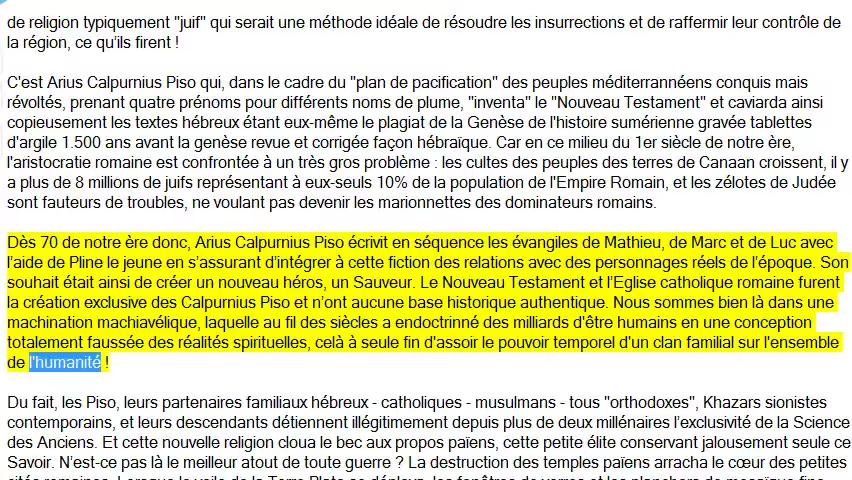 de religion typiquement "juif" qui serait une méthode idéale de résoudre les insurrections et de raffermir leur contrôle de
la région, ce qu'ils firent !
C'est Arius Calpurnius Piso qui, dans le cadre du "plan de pacification" des peuples méditerrannéens conquis mais
révoltés, prenant quatre prénoms pour différents noms de plume, "inventa" le "Nouveau Testament" et caviarda ainsi
copieusement les textes hébreux étant eux-même le plagiat de la Genèse de l'histoire sumérienne gravée tablettes
d'argile 1.500 ans avant la genèse revue et corrigée façon hébraïque. Car en ce milieu du 1er siècle de notre ère,
l'aristocratie romaine est confrontée à un très gros problème : les cultes des peuples des terres de Canaan croissent, il y
a plus de 8 millions de juifs représentant à eux-seuls 10% de la population de l'Empire Romain, et les zélotes de Judée
sont fauteurs de troubles, ne voulant pas devenir les marionnettes des dominateurs romains.
Dès 70 de notre ère donc, Arius Calpurnius Piso écrivit en séquence les évangiles de Mathieu, de Marc et de Luc avec
l'aide de Pline le jeune en s'assurant d'intégrer à cette fiction des relations avec des personnages réels de l'époque. Son
souhait était ainsi de créer un nouveau héros, un Sauveur. Le Nouveau Testament et l'Eglise catholique romaine furent
la création exclusive des Calpurnius Piso et n'ont aucune base historique authentique. Nous sommes bien là dans une
machination machiavélique, laquelle au fil des siècles a endoctrinné des milliards d'être humains en une conception
totalement faussée des réalités spirituelles, celà à seule fin d'assoir le pouvoir temporel d'un clan familial sur l'ensemble
de l'humanité !
Du fait, les Piso, leurs partenaires familiaux hébreux - catholiques - musulmans - tous "orthodoxes", Khazars sionistes
contemporains, et leurs descendants détiennent illégitimement depuis plus de deux millénaires l'exclusivité de la Science
des Anciens. Et cette nouvelle religion cloua le bec aux propos païens, cette petite élite conservant jalousement seule ce
Savoir. N'est-ce pas là le meilleur atout de toute guerre ? La destruction des temples païens arracha le cœur des petites